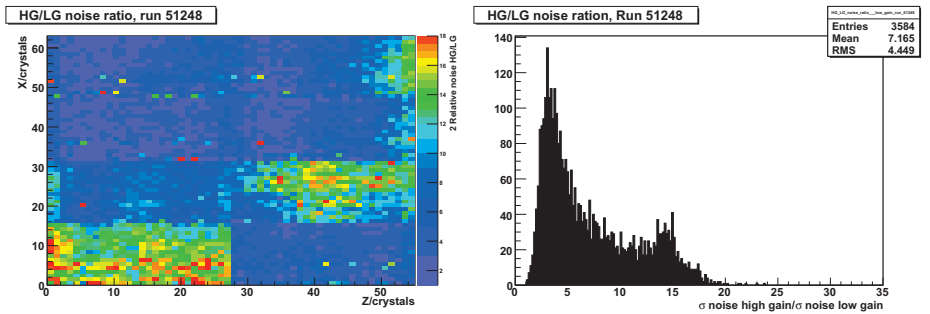 HG/LG noise ratio, run 51248
X/crystals
60
50
40
30
20
10
0
0 10 20 30 40 50
Z/crystals
18
16
14
12
10
8
6
4
2
2 Relative noise HG/LG
HG/LG noise ration, Run 51248
HG_LG_noise_ratio__low_gain_run_51248
Entries 3584
Mean 7.165
RMS 4.449
140
120
100
80
60
40
20
0
0 5 10 15 20 25 30 35
σ noise high gain/σ noise low gain